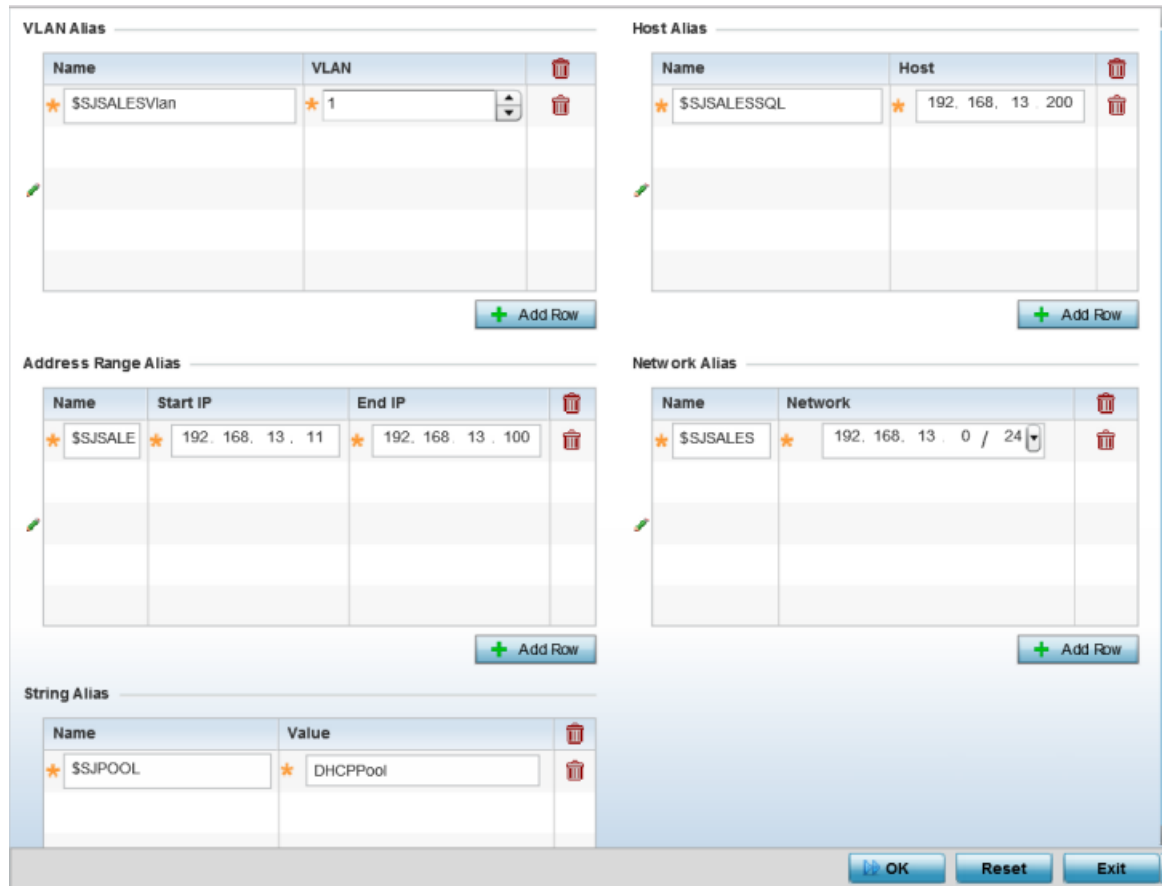 VLAN Alias
Name VLAN
* $SJSALESVlan * 1
Add Row
Host Alias
Name Host
* $SJSALESSQL * 192. 168. 13 . 200
Add Row
Address Range Alias
Name Start IP End IP
* $SJSALE * 192. 168. 13 . 11 * 192. 168. 13 . 100
Add Row
Network Alias
Name Network
* $SJSALES * 192. 168. 13 . 0 / 24
Add Row
String Alias
Name Value
* $SJPOOL * DHCPPool
OK Reset Exit